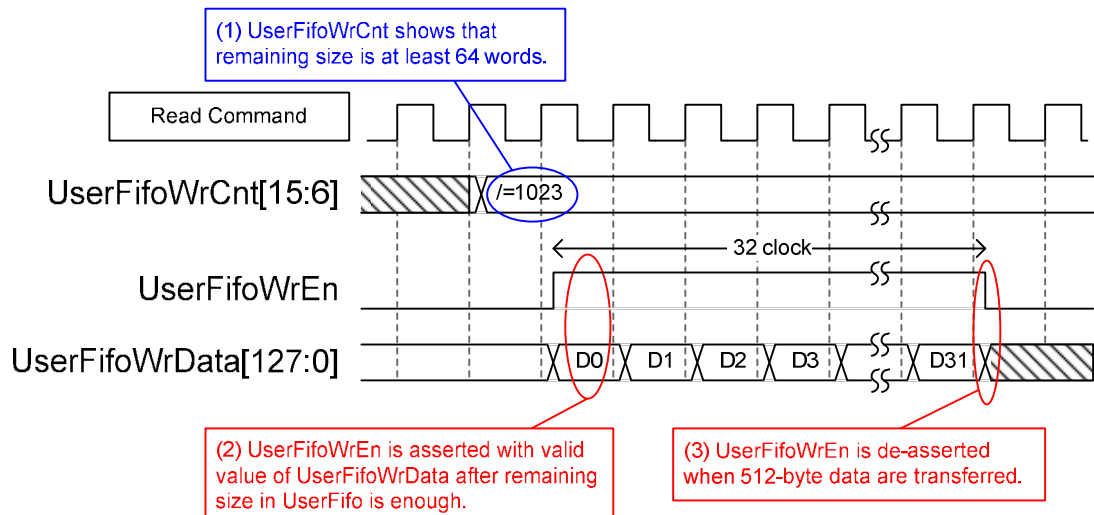 (1) UserFifoWrCnt shows that
remaining size is at least 64 words.
Read Command
UserFifoWrCnt[15:6]
/=1023
32 clock
UserFifoWrEn
UserFifoWrData[127:0]
D0
D1
D2
D3
D31
(2) UserFifoWrEn is asserted with valid
value of UserFifoWrData after remaining
size in UserFifo is enough.
(3) UserFifoWrEn is de-asserted
when 512-byte data are transferred.